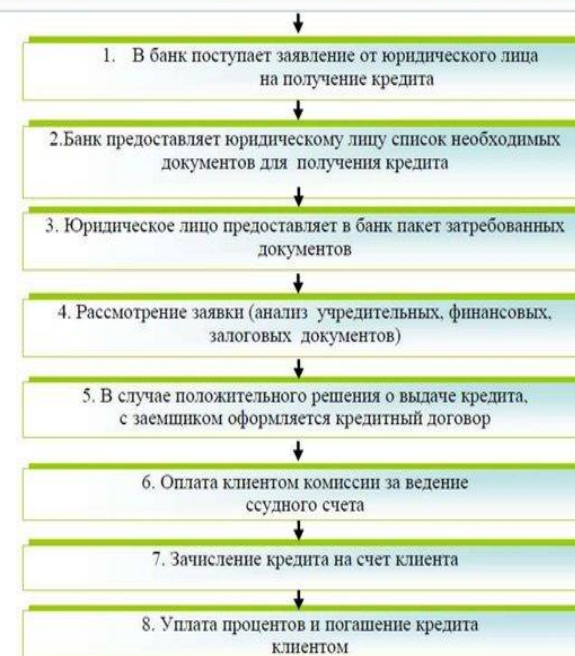 1. В банк поступает заявление от юридического лица
на получение кредита
2.Банк предоставляет юридическому лицу список необходимых
документов для получения кредита
3. Юридическое лицо предоставляет в банк пакет затребованных
документов
4. Рассмотрение заявки (анализ учредительных, финансовых,
залоговых документов)
5. В случае положительного решения о выдаче кредита,
с заемщиком оформляется кредитный договор
6. Оплата клиентом комиссии за ведение
ссудного счета
7. Зачисление кредита на счет клиента
8. Уплата процентов и погашение кредита
клиентом